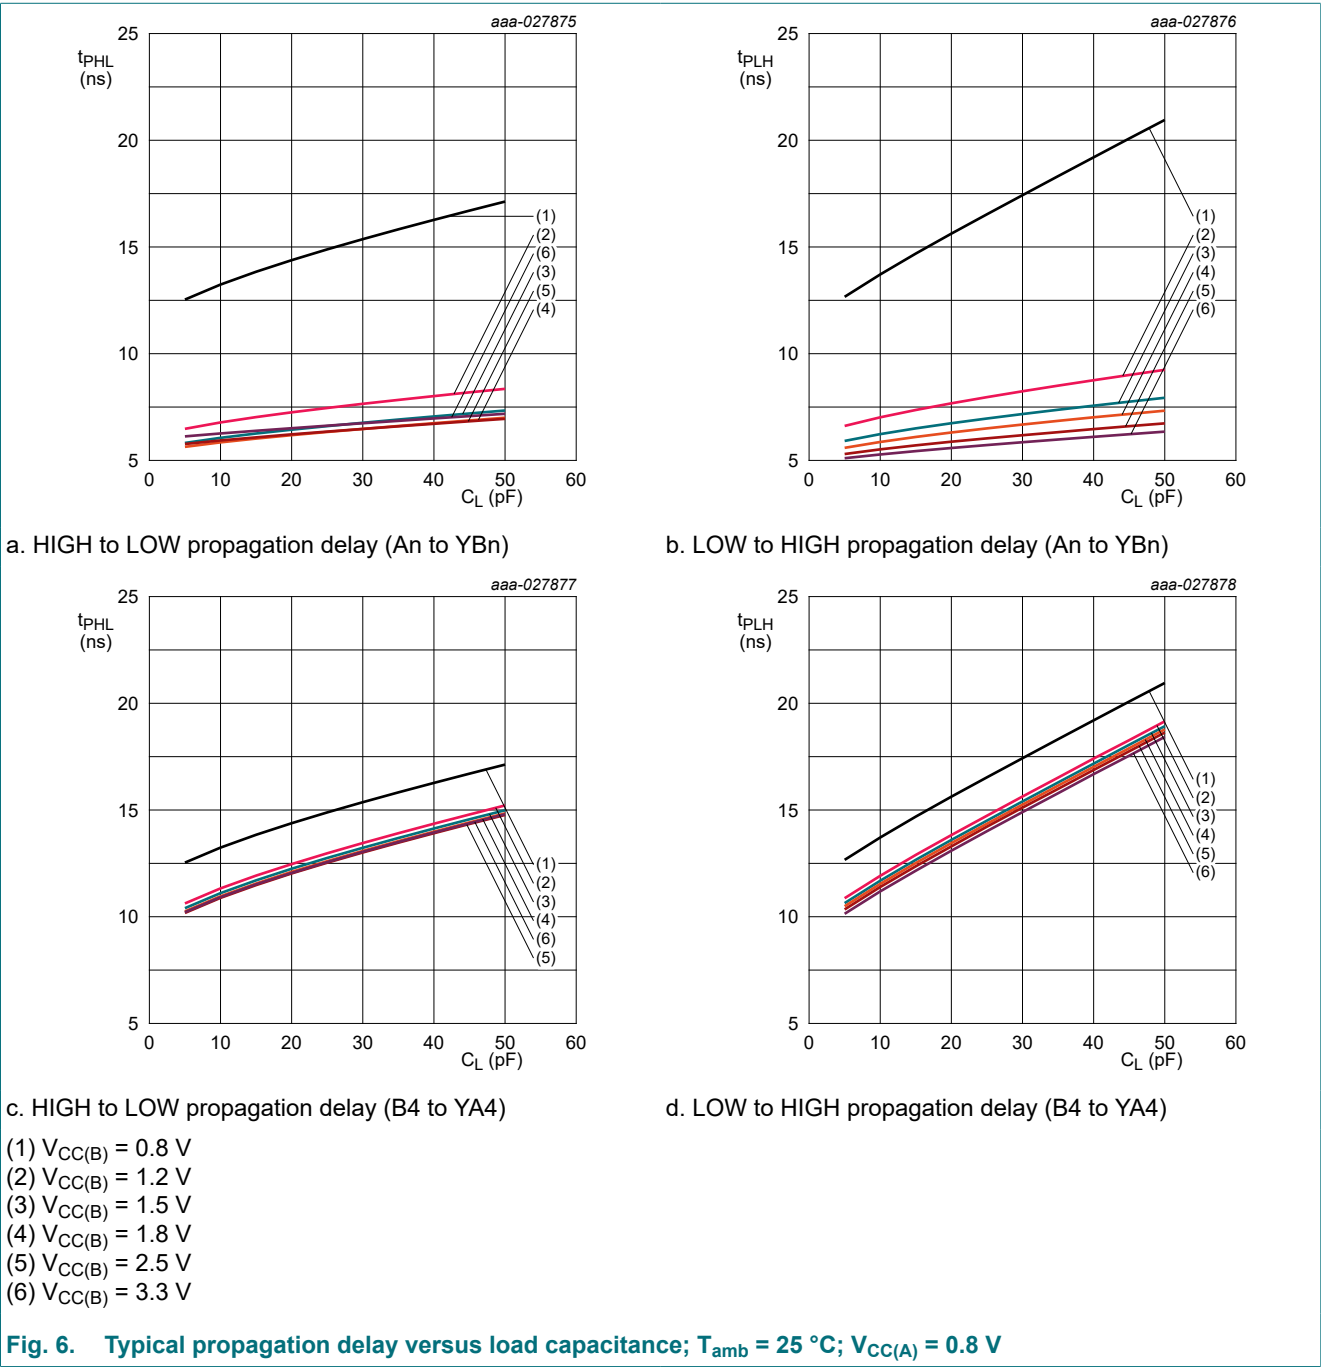 aaa-027875
25
tPHL
(ns)
20
15
10
5
0 10 20 30 40 50 60
CL (pF)
(1)
(2)
(6)
(3)
(5)
(4)
a. HIGH to LOW propagation delay (An to YBn)
aaa-027876
25
tPLH
(ns)
20
15
10
5
0 10 20 30 40 50 60
CL (pF)
(1)
(2)
(3)
(4)
(5)
(6)
b. LOW to HIGH propagation delay (An to YBn)
aaa-027877
25
tPHL
(ns)
20
15
10
5
0 10 20 30 40 50 60
CL (pF)
(1)
(2)
(3)
(4)
(6)
(5)
c. HIGH to LOW propagation delay (B4 to YA4)
aaa-027878
25
tPLH
(ns)
20
15
10
5
0 10 20 30 40 50 60
CL (pF)
(1)
(2)
(3)
(4)
(5)
(6)
d. LOW to HIGH propagation delay (B4 to YA4)
(1) VCC(B) = 0.8 V
(2) VCC(B) = 1.2 V
(3) VCC(B) = 1.5 V
(4) VCC(B) = 1.8 V
(5) VCC(B) = 2.5 V
(6) VCC(B) = 3.3 V
Fig. 6. Typical propagation delay versus load capacitance; Tamb = 25 °C; VCC(A) = 0.8 V